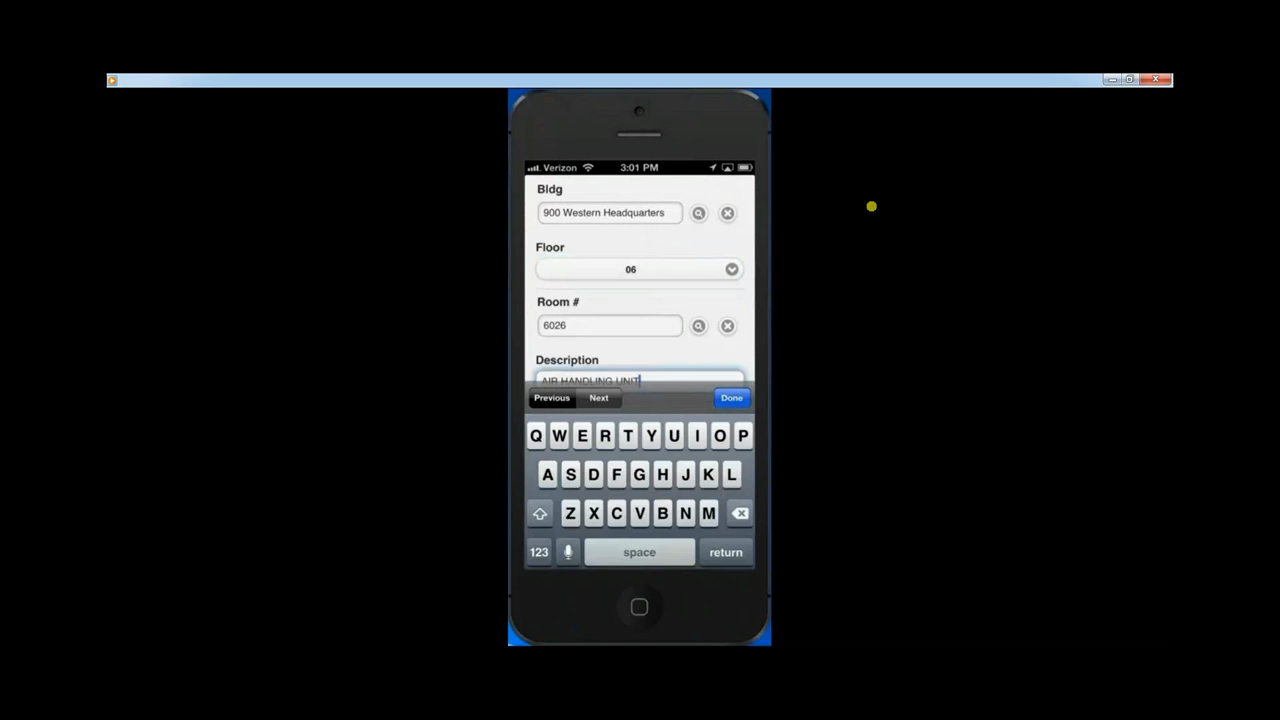 Verizon 3:01 PM
Bldg
900 Western Headquarters
Floor
06
Room #
6026
Description
AIR HANDLING UNIT
Previous Next Done
Q W E R T Y U I O P
A S D F G H J K L
Z X C V B N M
123 space return